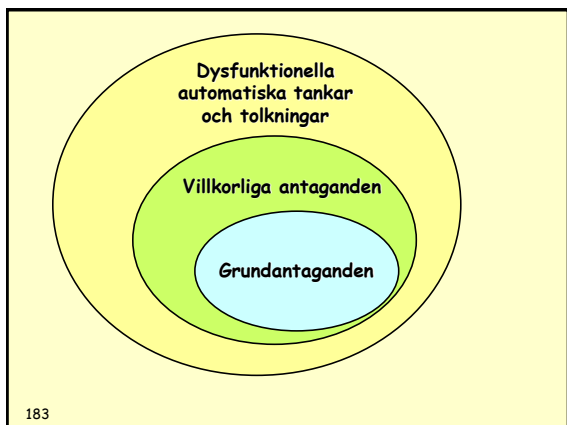 Dysfunktionella
automatiska tankar
och tolkningar
Villkorliga antaganden
Grundantaganden
183